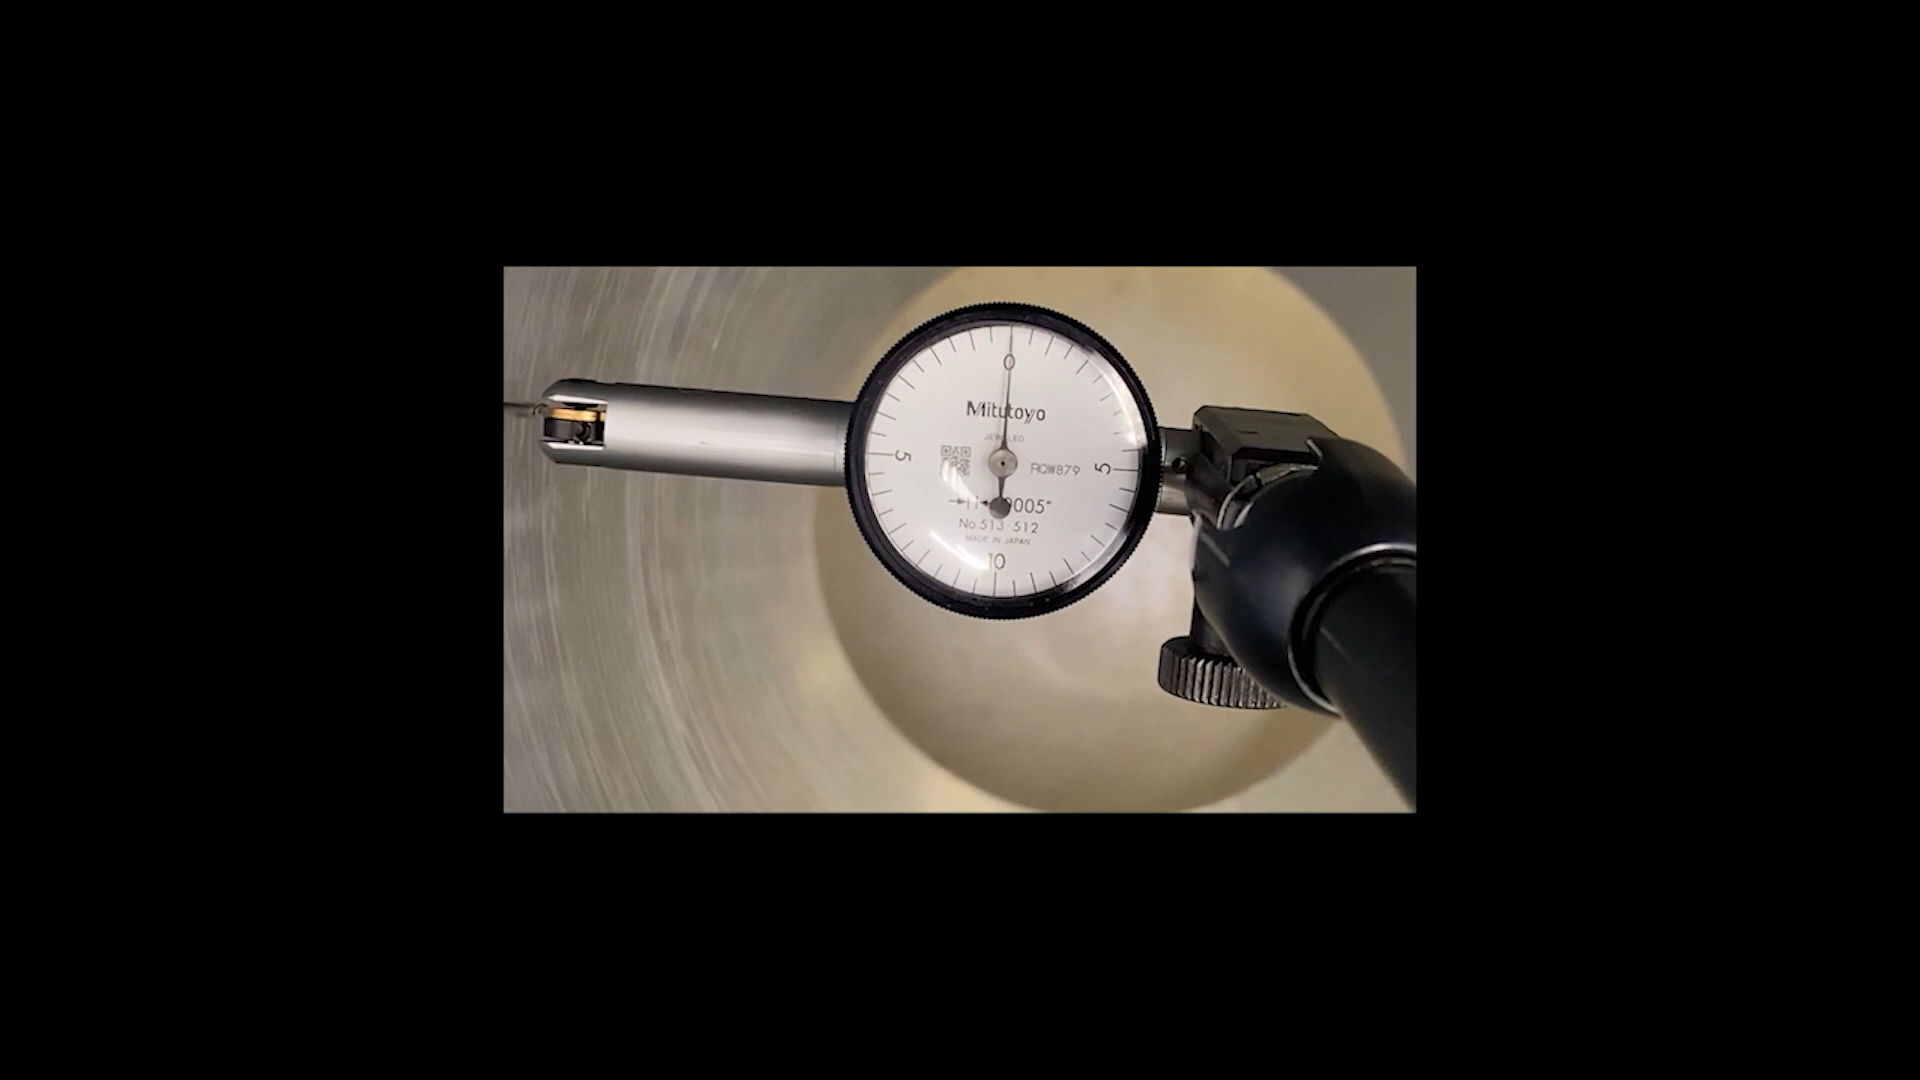 0
Mitutoyo
JEWELED
5
RQW879
5
.0005"
No.513-512
MADE IN JAPAN
10